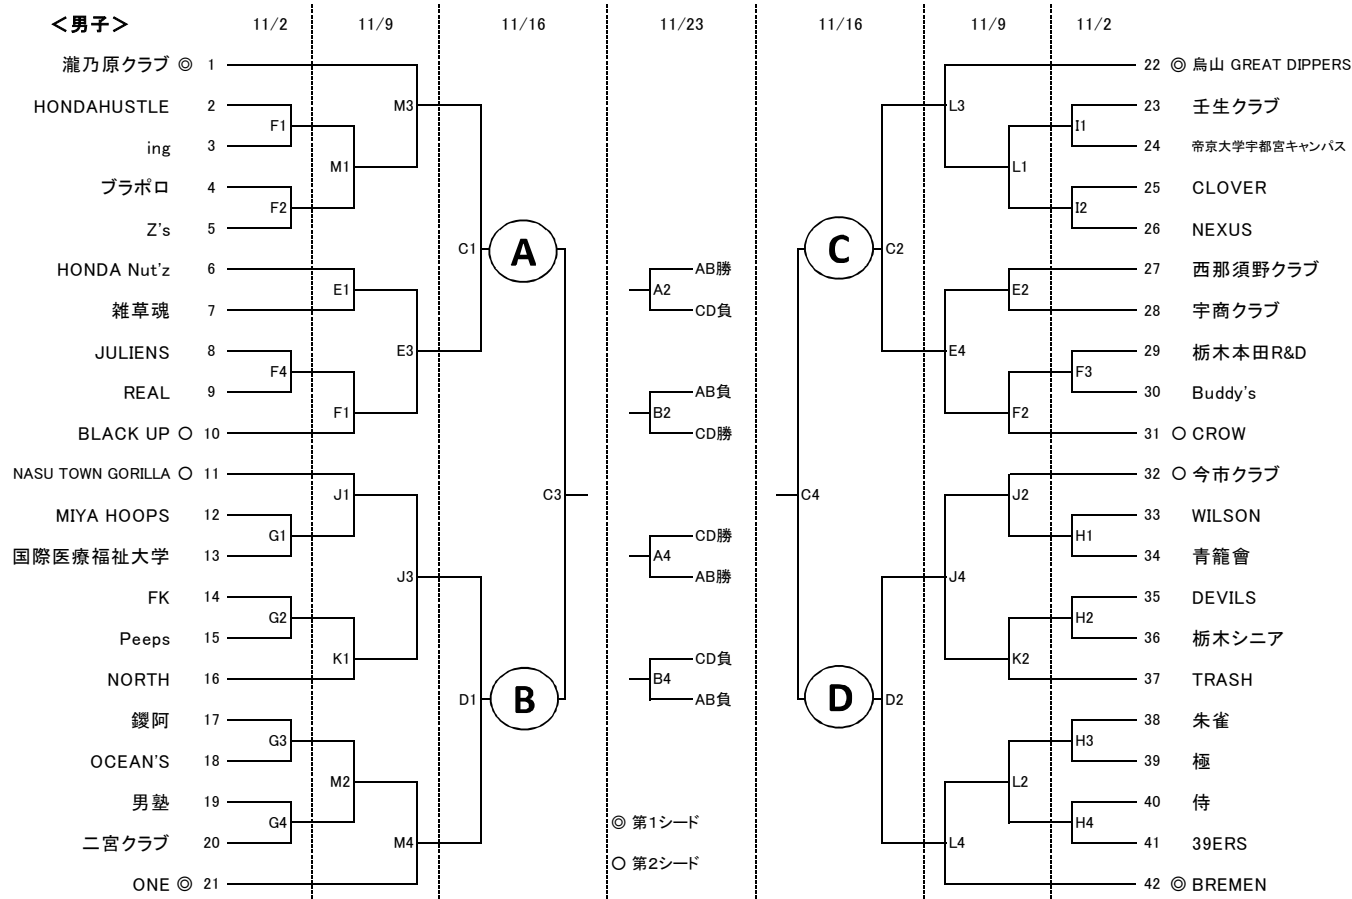 ＜男子＞ 11/2 11/9 11/16 11/23 11/16 11/9 11/2
瀧乃原クラブ ◎ 1
22 ◎ 烏山 GREAT DIPPERS
HONDAHUSTLE 2
M3
L3
23 壬生クラブ
F1
I1
ing 3
24 帝京大学宇都宮キャンパス
M1
L1
ブラポロ 4
25 CLOVER
F2
I2
Z's 5
26 NEXUS
C1
A
C
C2
HONDA Nut'z 6
AB勝
27 西那須野クラブ
E1
A2
E2
雑草魂 7
CD負
28 宇商クラブ
JULIENS 8
E3
E4
29 栃木本田R&D
F4
F3
REAL 9
AB負
30 Buddy's
F1
B2
F2
BLACK UP ○ 10
CD勝
31 ○ CROW
NASU TOWN GORILLA ○ 11
32 ○ 今市クラブ
J1
C3
C4
J2
MIYA HOOPS 12
33 WILSON
G1
CD勝
H1
国際医療福祉大学 13
A4
34 青龍會
J3
AB勝
J4
FK 14
35 DEVILS
G2
H2
Peeps 15
36 栃木シニア
K1
CD負
K2
NORTH 16
B4
37 TRASH
D1
B
AB負
D
D2
鑁阿 17
38 朱雀
G3
H3
OCEAN'S 18
39 極
M2
L2
男塾 19
40 侍
G4
◎ 第1シード
H4
二宮クラブ 20
M4
L4
41 39ERS
○ 第2シード
ONE ◎ 21
42 ◎ BREMEN